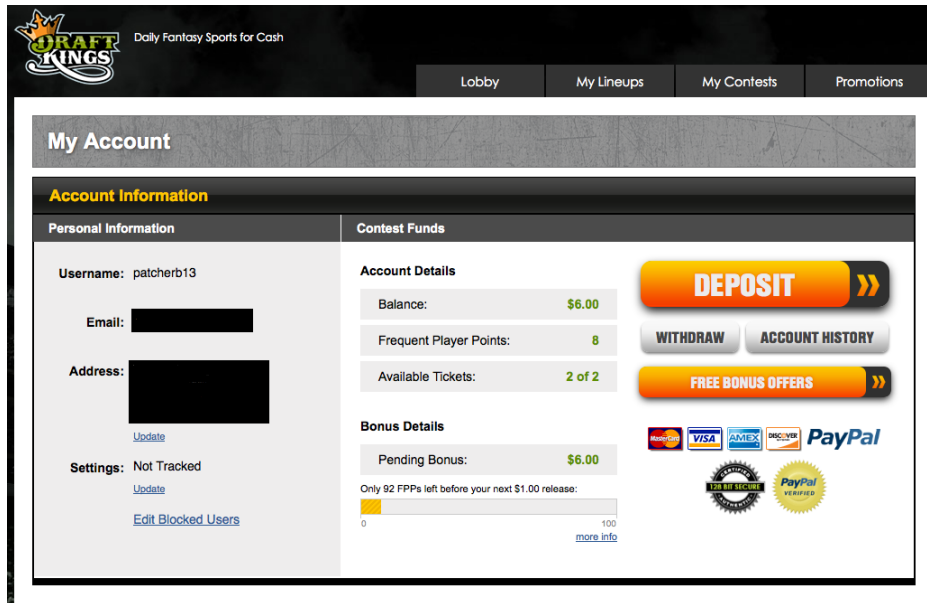 DRAFT
KINGS
Daily Fantasy Sports for Cash
Lobby
My Lineups
My Contests
Promotions
My Account
Account Information
Personal Information
Contest Funds
Username: patcherb13
Email:
Address:
Update
Settings: Not Tracked
Update
Edit Blocked Users
Account Details
Balance: $6.00
Frequent Player Points: 8
Available Tickets: 2 of 2
Bonus Details
Pending Bonus: $6.00
Only 92 FPPs left before your next $1.00 release:
0 100
more info
DEPOSIT
WITHDRAW
ACCOUNT HISTORY
FREE BONUS OFFERS
MasterCard
VISA
AMEX
DISCOVER
PayPal
CERTIFIED
128 BIT SECURE
PayPal
VERIFIED